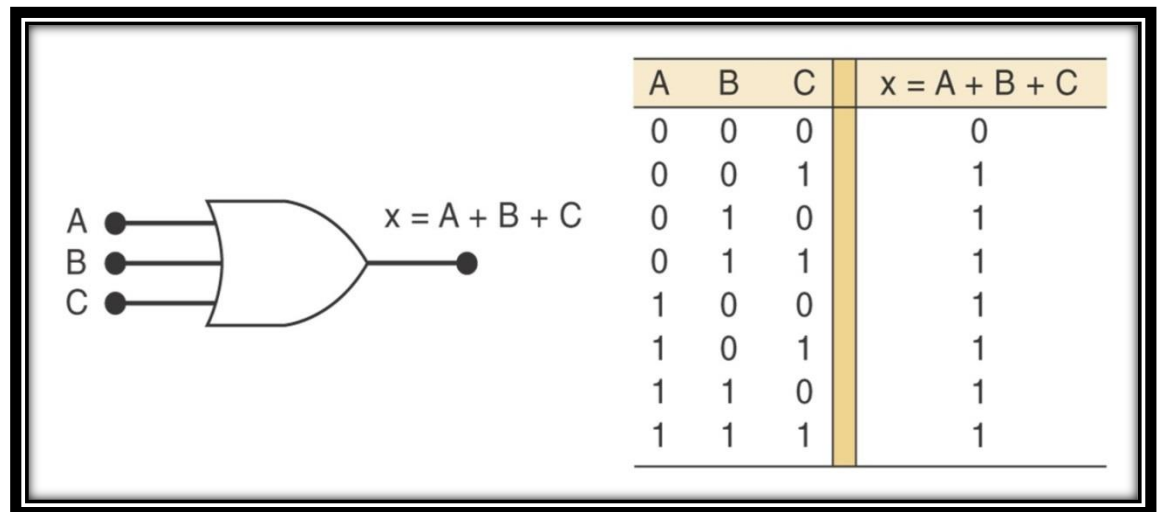 A
B
C
x = A + B + C
A B C x = A + B + C
0 0 0 0
0 0 1 1
0 1 0 1
0 1 1 1
1 0 0 1
1 0 1 1
1 1 0 1
1 1 1 1